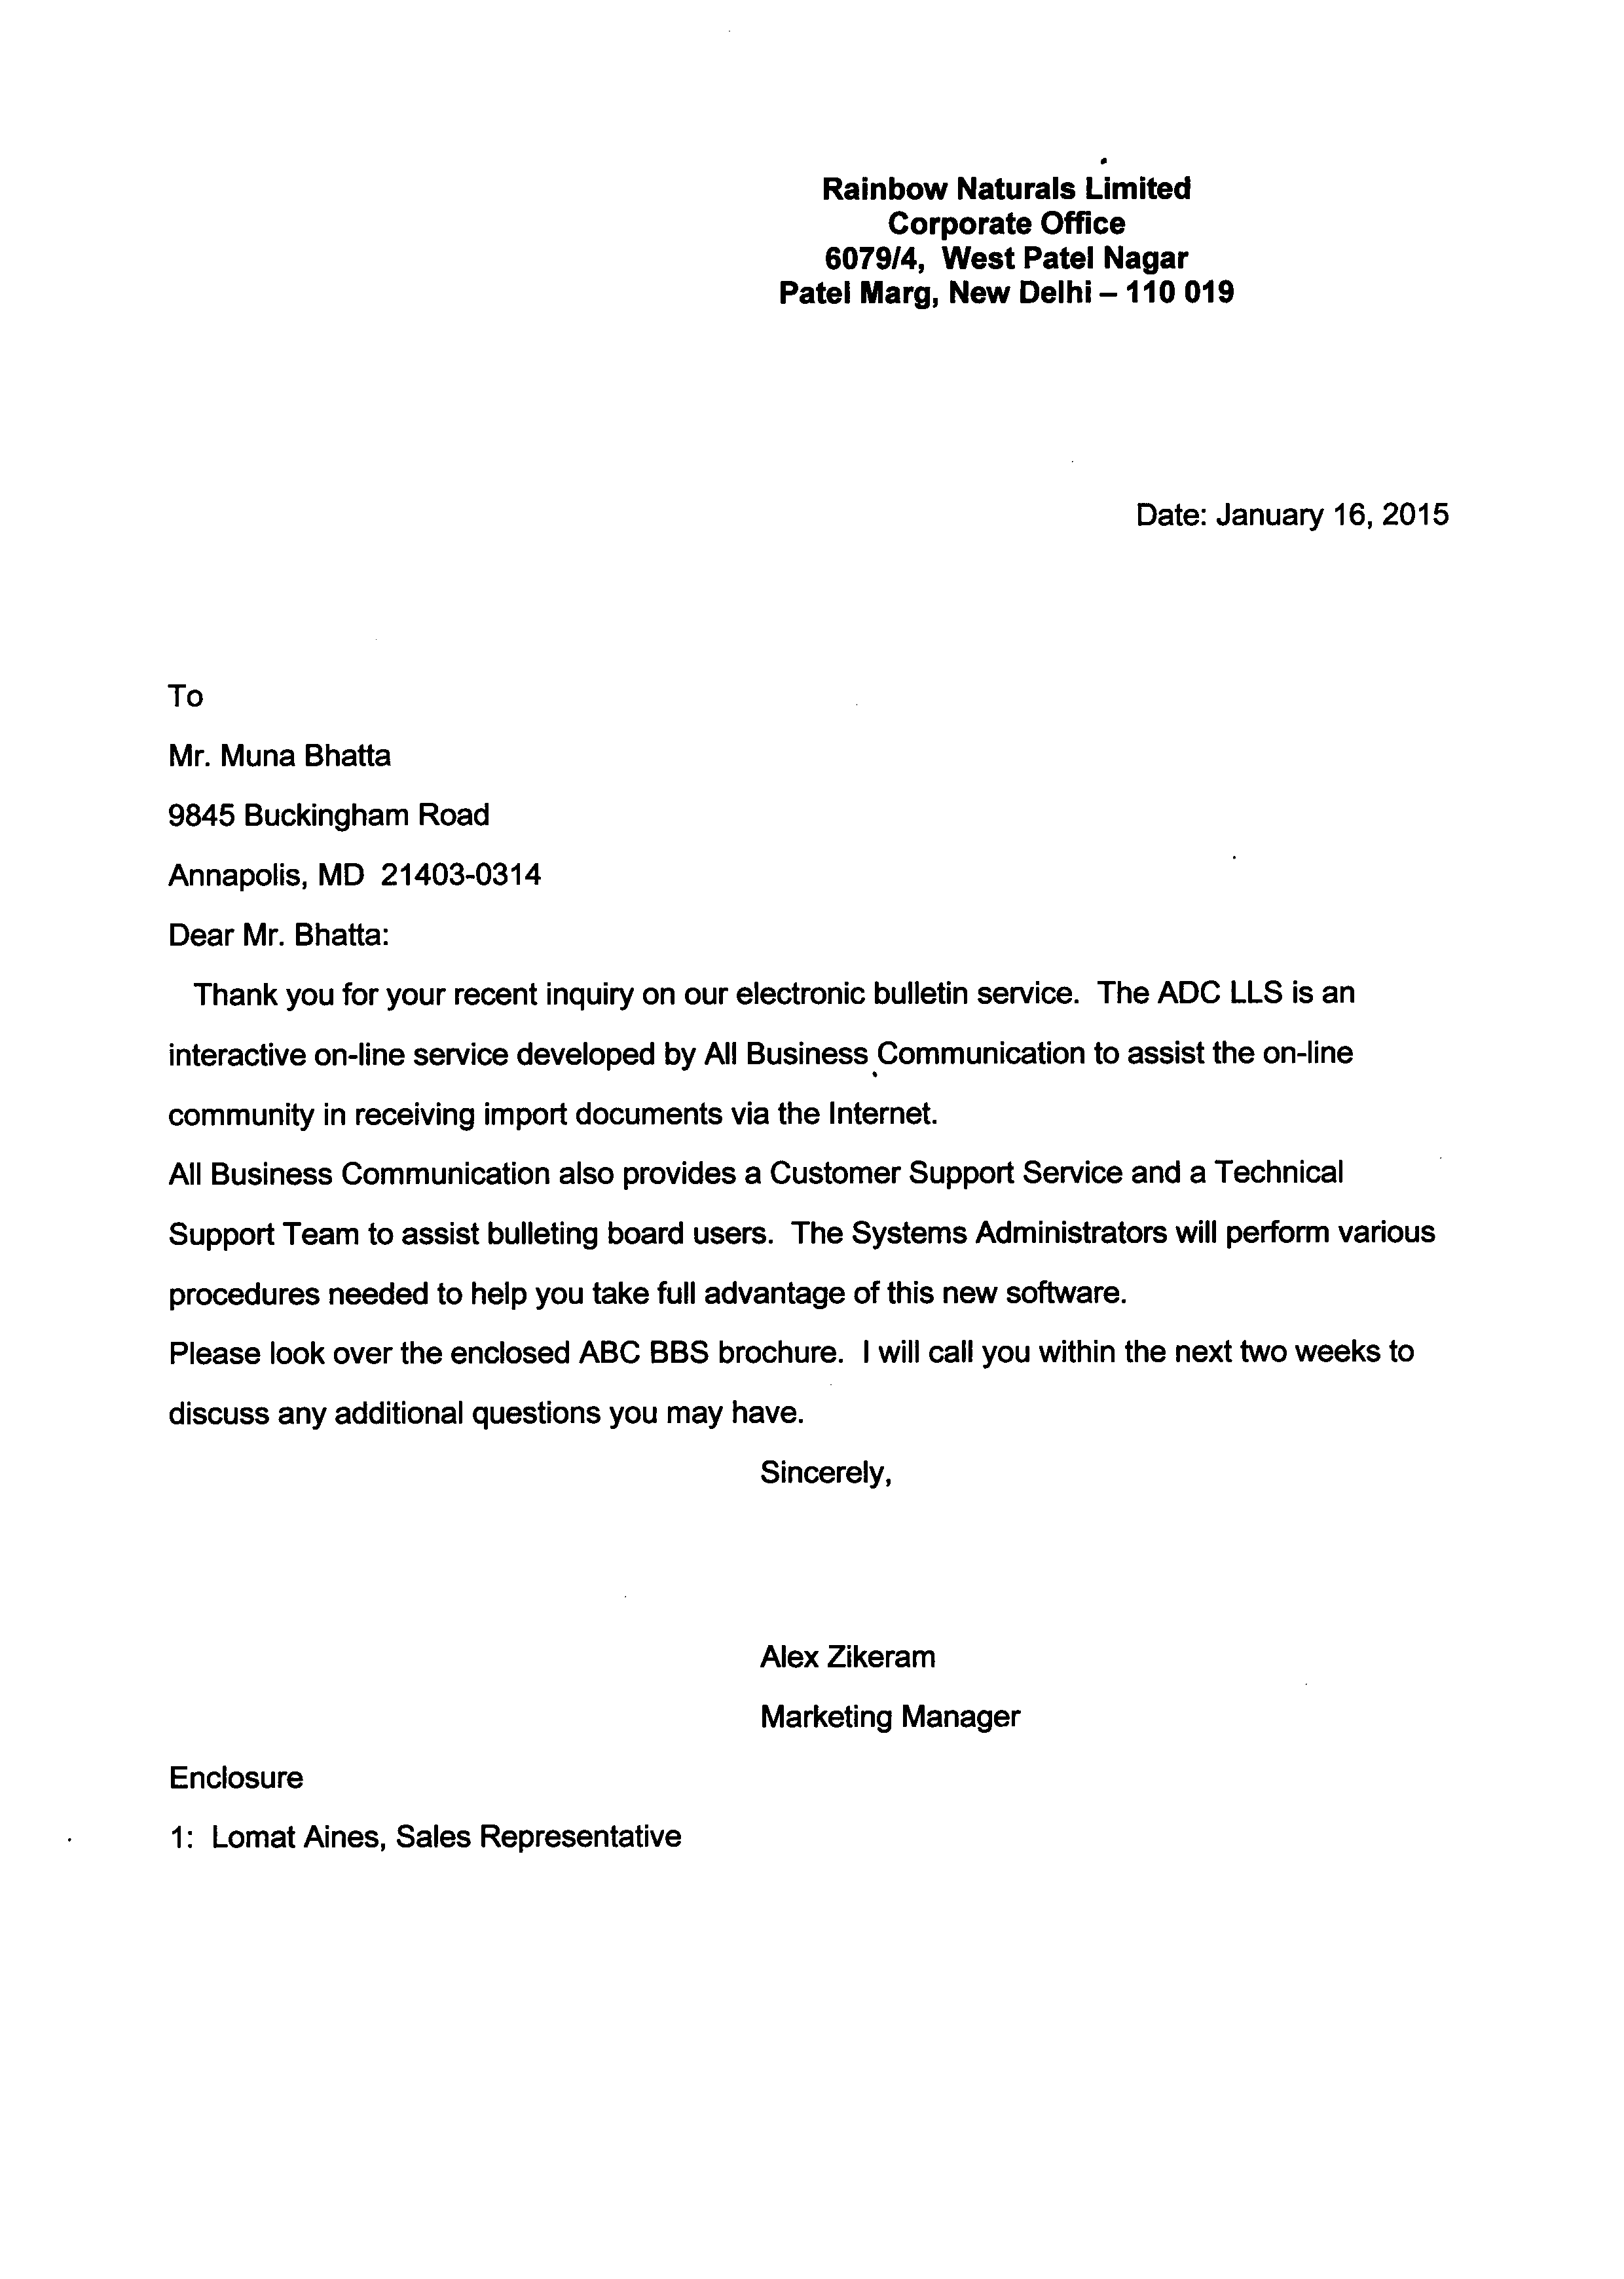 Rainbow Naturals Limited
Corporate Office
6079/4, West Patel Nagar
Patel Marg, New Delhi – 110 019
Date: January 16, 2015
To
Mr. Muna Bhatta
9845 Buckingham Road
Annapolis, MD 21403-0314
Dear Mr. Bhatta:
Thank you for your recent inquiry on our electronic bulletin service. The ADC LLS is an
interactive on-line service developed by All Business Communication to assist the on-line
community in receiving import documents via the Internet.
All Business Communication also provides a Customer Support Service and a Technical
Support Team to assist bulleting board users. The Systems Administrators will perform various
procedures needed to help you take full advantage of this new software.
Please look over the enclosed ABC BBS brochure. I will call you within the next two weeks to
discuss any additional questions you may have.
Sincerely,
Alex Zikeram
Marketing Manager
Enclosure
1: Lomat Aines, Sales Representative